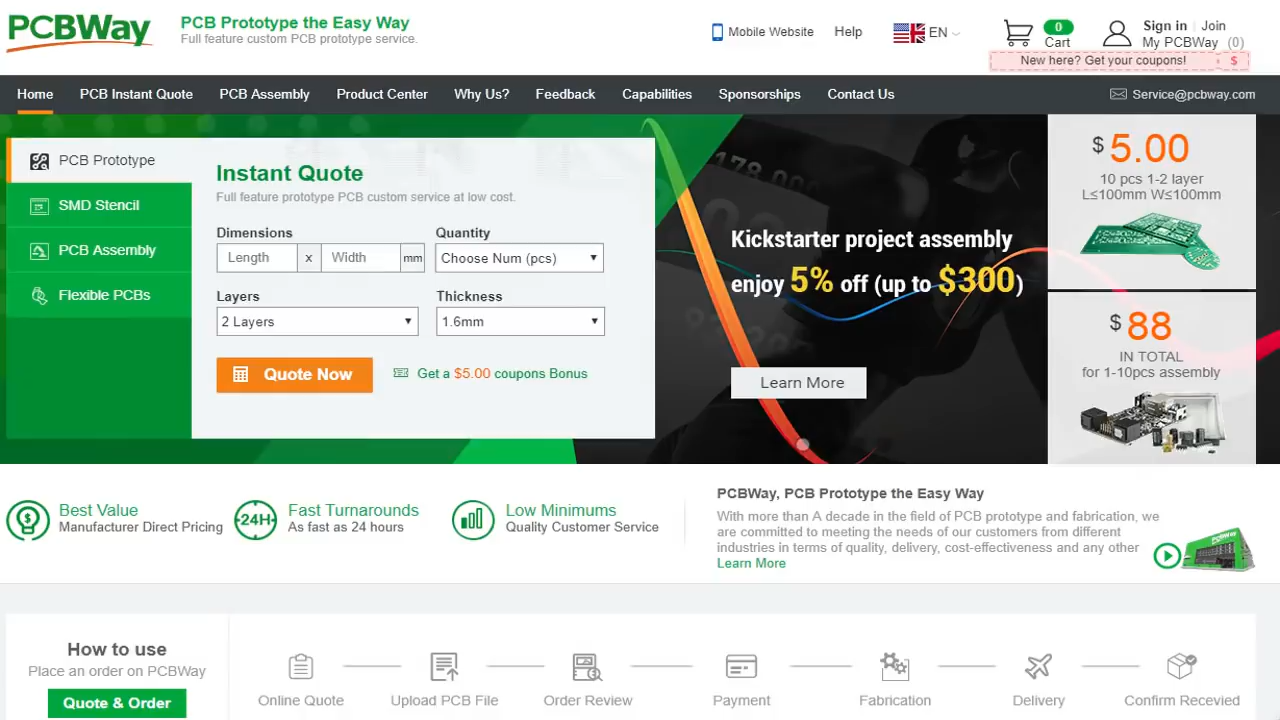 PCBWay
PCB Prototype the Easy Way
Full feature custom PCB prototype service.
Mobile Website
Help
EN
0
Cart
Sign in | Join
My PCBWay (0)
New here? Get your coupons! $
Home
PCB Instant Quote
PCB Assembly
Product Center
Why Us?
Feedback
Capabilities
Sponsorships
Contact Us
Service@pcbway.com
PCB Prototype
SMD Stencil
PCB Assembly
Flexible PCBs
Instant Quote
Full feature prototype PCB custom service at low cost.
Dimensions
Length x Width mm
Quantity
Choose Num (pcs)
Layers
2 Layers
Thickness
1.6mm
Quote Now
Get a $5.00 coupons Bonus
Kickstarter project assembly
enjoy 5% off (up to $300)
Learn More
$5.00
10 pcs 1-2 layer
L≤100mm W≤100mm
$88
IN TOTAL
for 1-10pcs assembly
Best Value
Manufacturer Direct Pricing
24H
Fast Turnarounds
As fast as 24 hours
Low Minimums
Quality Customer Service
PCBWay, PCB Prototype the Easy Way
With more than A decade in the field of PCB prototype and fabrication, we
are committed to meeting the needs of our customers from different
industries in terms of quality, delivery, cost-effectiveness and any other
Learn More
PCBWay
How to use
Place an order on PCBWay
Quote & Order
Online Quote
Upload PCB File
Order Review
Payment
Fabrication
Delivery
Confirm Recevied